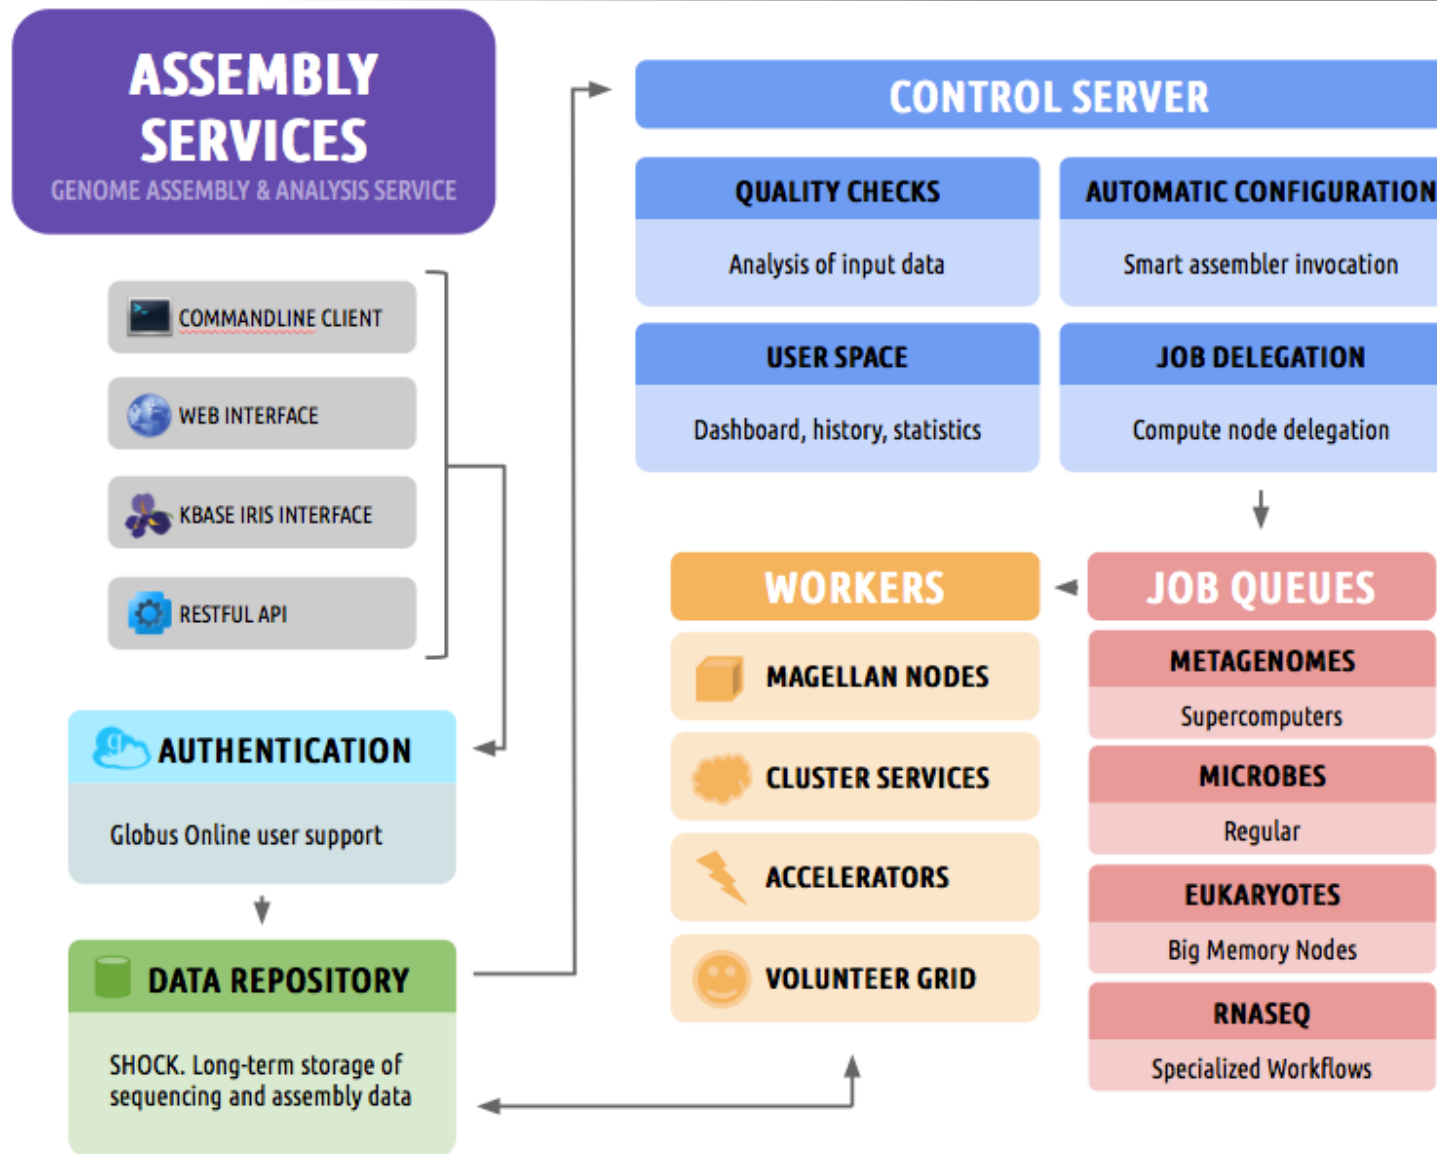 ASSEMBLY
SERVICES
GENOME ASSEMBLY & ANALYSIS SERVICE
COMMANDLINE CLIENT
WEB INTERFACE
KBASE IRIS INTERFACE
RESTFUL API
g
AUTHENTICATION
Globus Online user support
DATA REPOSITORY
SHOCK. Long-term storage of
sequencing and assembly data
CONTROL SERVER
QUALITY CHECKS
Analysis of input data
AUTOMATIC CONFIGURATION
Smart assembler invocation
USER SPACE
Dashboard, history, statistics
JOB DELEGATION
Compute node delegation
WORKERS
MAGELLAN NODES
CLUSTER SERVICES
ACCELERATORS
VOLUNTEER GRID
JOB QUEUES
METAGENOMES
Supercomputers
MICROBES
Regular
EUKARYOTES
Big Memory Nodes
RNASEQ
Specialized Workflows